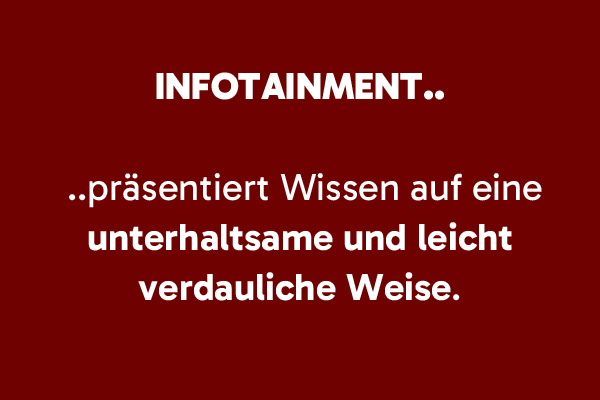 INFOTAINMENT..
..präsentiert Wissen auf eine
unterhaltsame und leicht
verdauliche Weise.